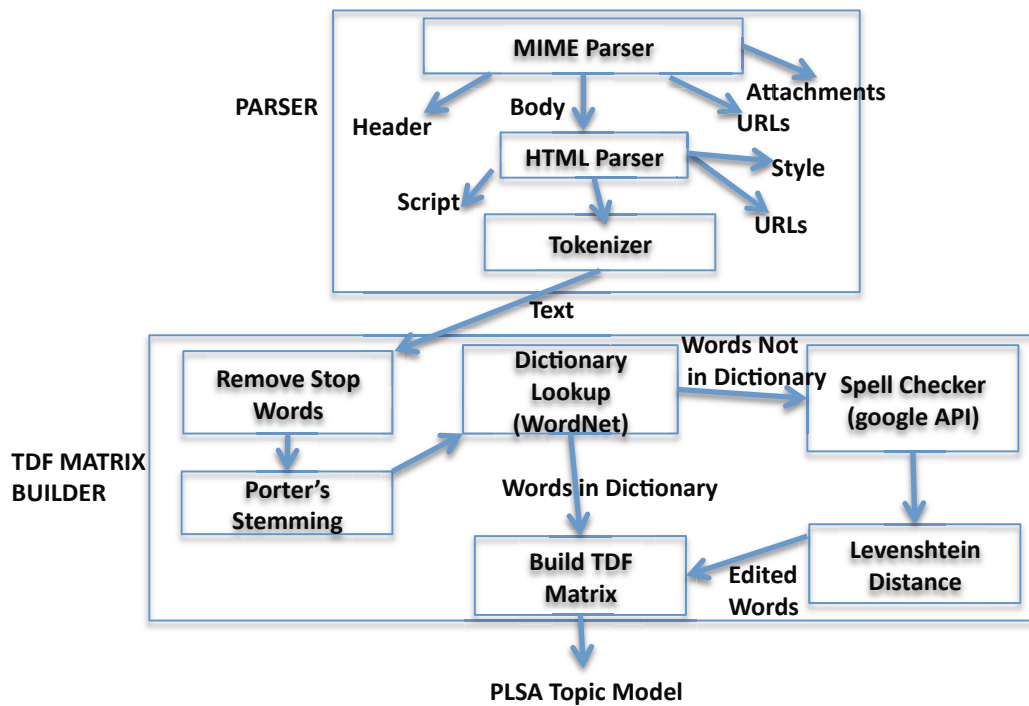 MIME Parser
PARSER
Attachments
Body
URLs
Header
HTML Parser
Style
Script
URLs
Tokenizer
Text
Remove Stop
Words
Dictionary
Lookup
(WordNet)
Words Not
in Dictionary
Spell Checker
(google API)
TDF MATRIX
BUILDER
Porter's
Stemming
Words in Dictionary
Build TDF
Matrix
Edited
Words
Levenshtein
Distance
PLSA Topic Model